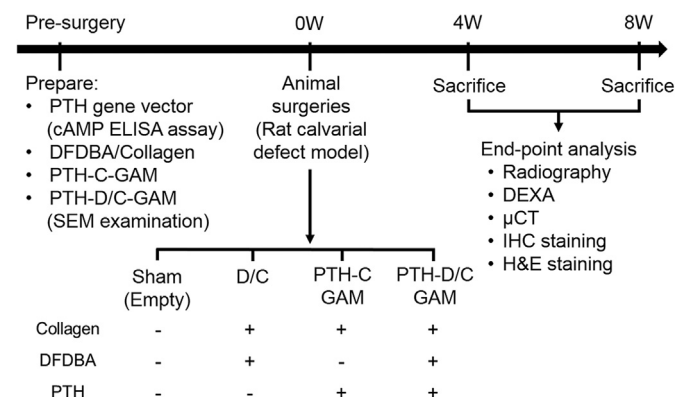 Pre-surgery 0W 4W 8W
Prepare:
• PTH gene vector
(cAMP ELISA assay)
• DFDBA/Collagen
• PTH-C-GAM
• PTH-D/C-GAM
(SEM examination)
Animal
surgeries
(Rat calvarial
defect model)
Sacrifice Sacrifice
End-point analysis
• Radiography
• DEXA
• µCT
• IHC staining
• H&E staining
Sham
(Empty)
D/C
PTH-C
GAM
PTH-D/C
GAM
Collagen - + + +
DFDBA - + - +
PTH - - + +